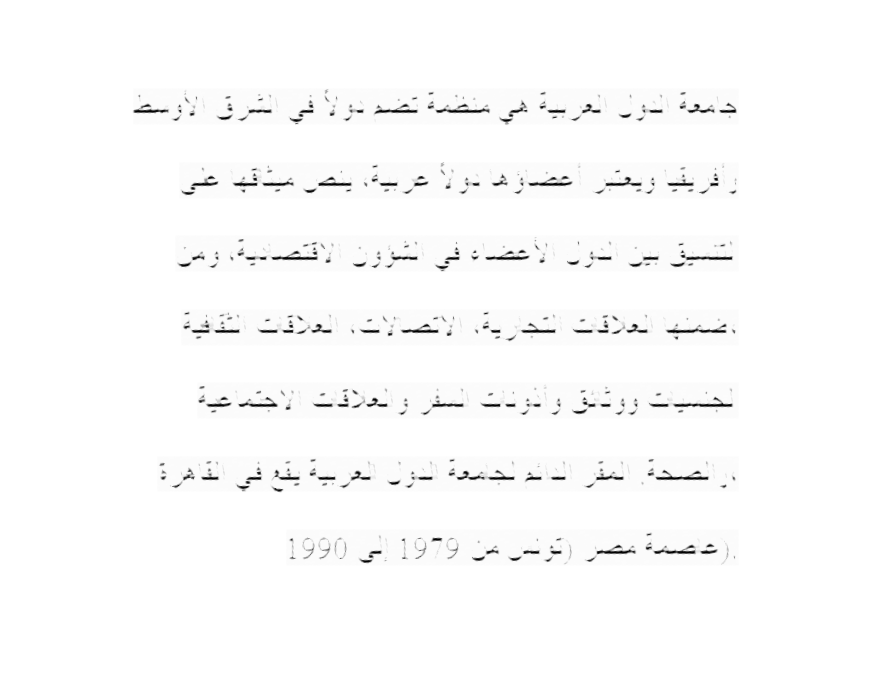 جامعة الدول العربية هي منظمة تضم دولاً في الشرق الأوسط
وأفريقيا ويعتبر أعضاؤها دولاً عربية، ينص ميثاقها على
التنسيق بين الدول الأعضاء في الشؤون الاقتصادية، ومن
ضمنها العلاقات التجارية، الاتصالات، العلاقات الثقافية،
الجنسيات ووثائق وأذونات السفر والعلاقات الاجتماعية
والصحة. المقر الدائم لجامعة الدول العربية يقع في القاهرة،
عاصمة مصر (تونس من 1979 إلى 1990).